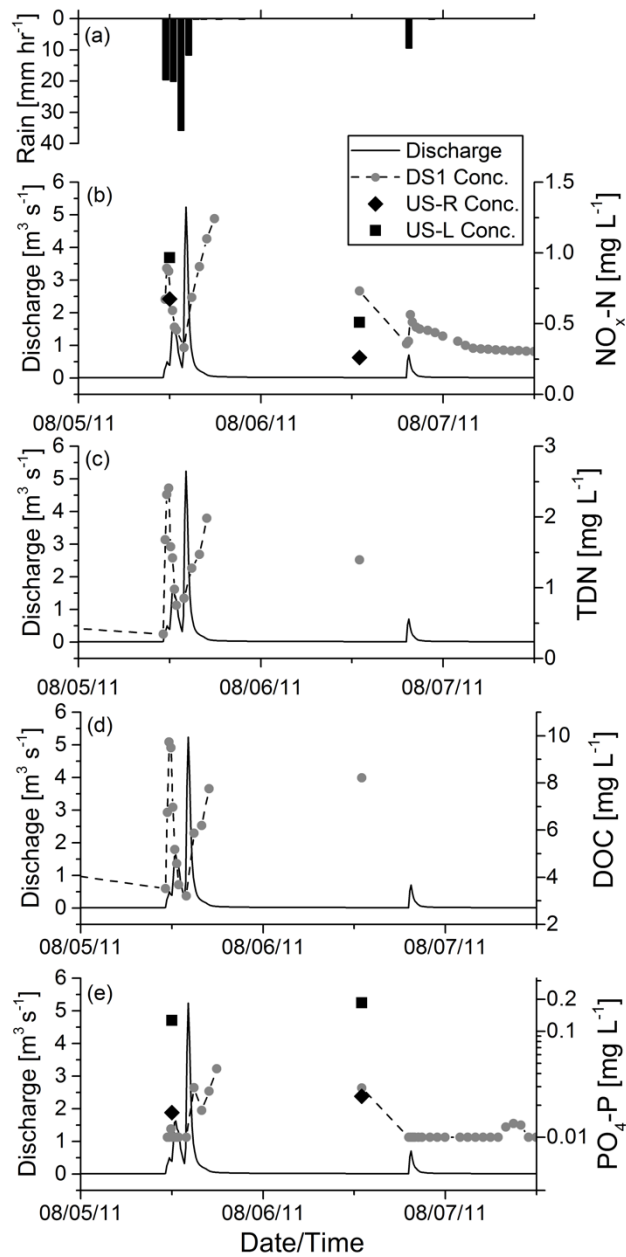 (a)
Rain [mm hr⁻¹]
0
10
20
30
40
Discharge
DS1 Conc.
US-R Conc.
US-L Conc.
(b)
Discharge [m³ s⁻¹]
6
5
4
3
2
1
0
1.5
1.0
0.5
0.0
NOₓ-N [mg L⁻¹]
08/05/11 08/06/11 08/07/11
(c)
Discharge [m³ s⁻¹]
6
5
4
3
2
1
0
3
2
1
0
TDN [mg L⁻¹]
08/05/11 08/06/11 08/07/11
(d)
Dischage [m³ s⁻¹]
6
5
4
3
2
1
0
10
8
6
4
2
DOC [mg L⁻¹]
08/05/11 08/06/11 08/07/11
(e)
Discharge [m³ s⁻¹]
6
5
4
3
2
1
0
0.2
0.1
0.01
PO₄-P [mg L⁻¹]
08/05/11 08/06/11 08/07/11
Date/Time